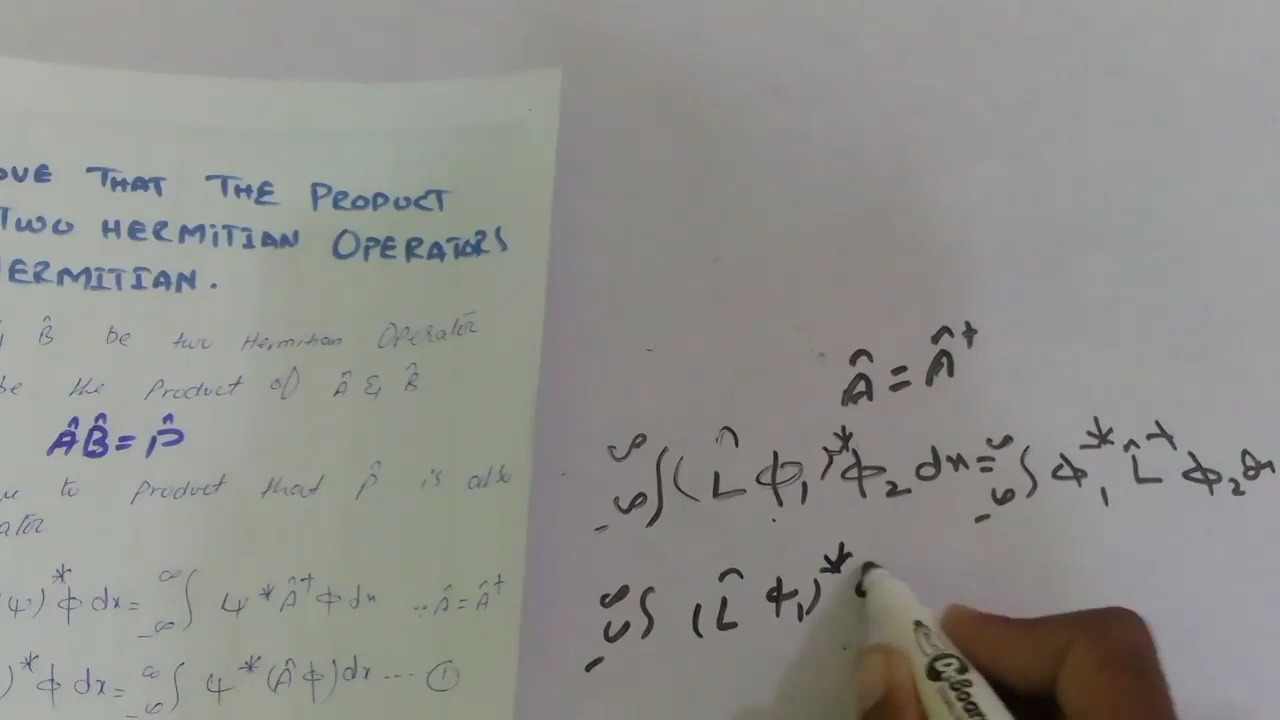 OVE THAT THE PRODUCT
TWO HERMITIAN OPERATORS
ERMITIAN.
B̂ be two Hermitian Operator
be the Product of Â & B̂
ÂB̂ = P̂
to product that P̂ is also
ator
ψ)* ϕ dx = ∞ -∞ ∫ ψ* Â† ϕ dx ∵ Â = Â†
)* ϕ dx = ∞ -∞ ∫ ψ* (Âϕ) dx ---- ①
Â = Â†
∞ -∞ ∫ (L̂ ϕ₁)* ϕ₂ dx = ∞ -∞ ∫ ϕ₁* L̂† ϕ₂ dx
∞ -∞ ∫ (L̂ ϕ₁)*